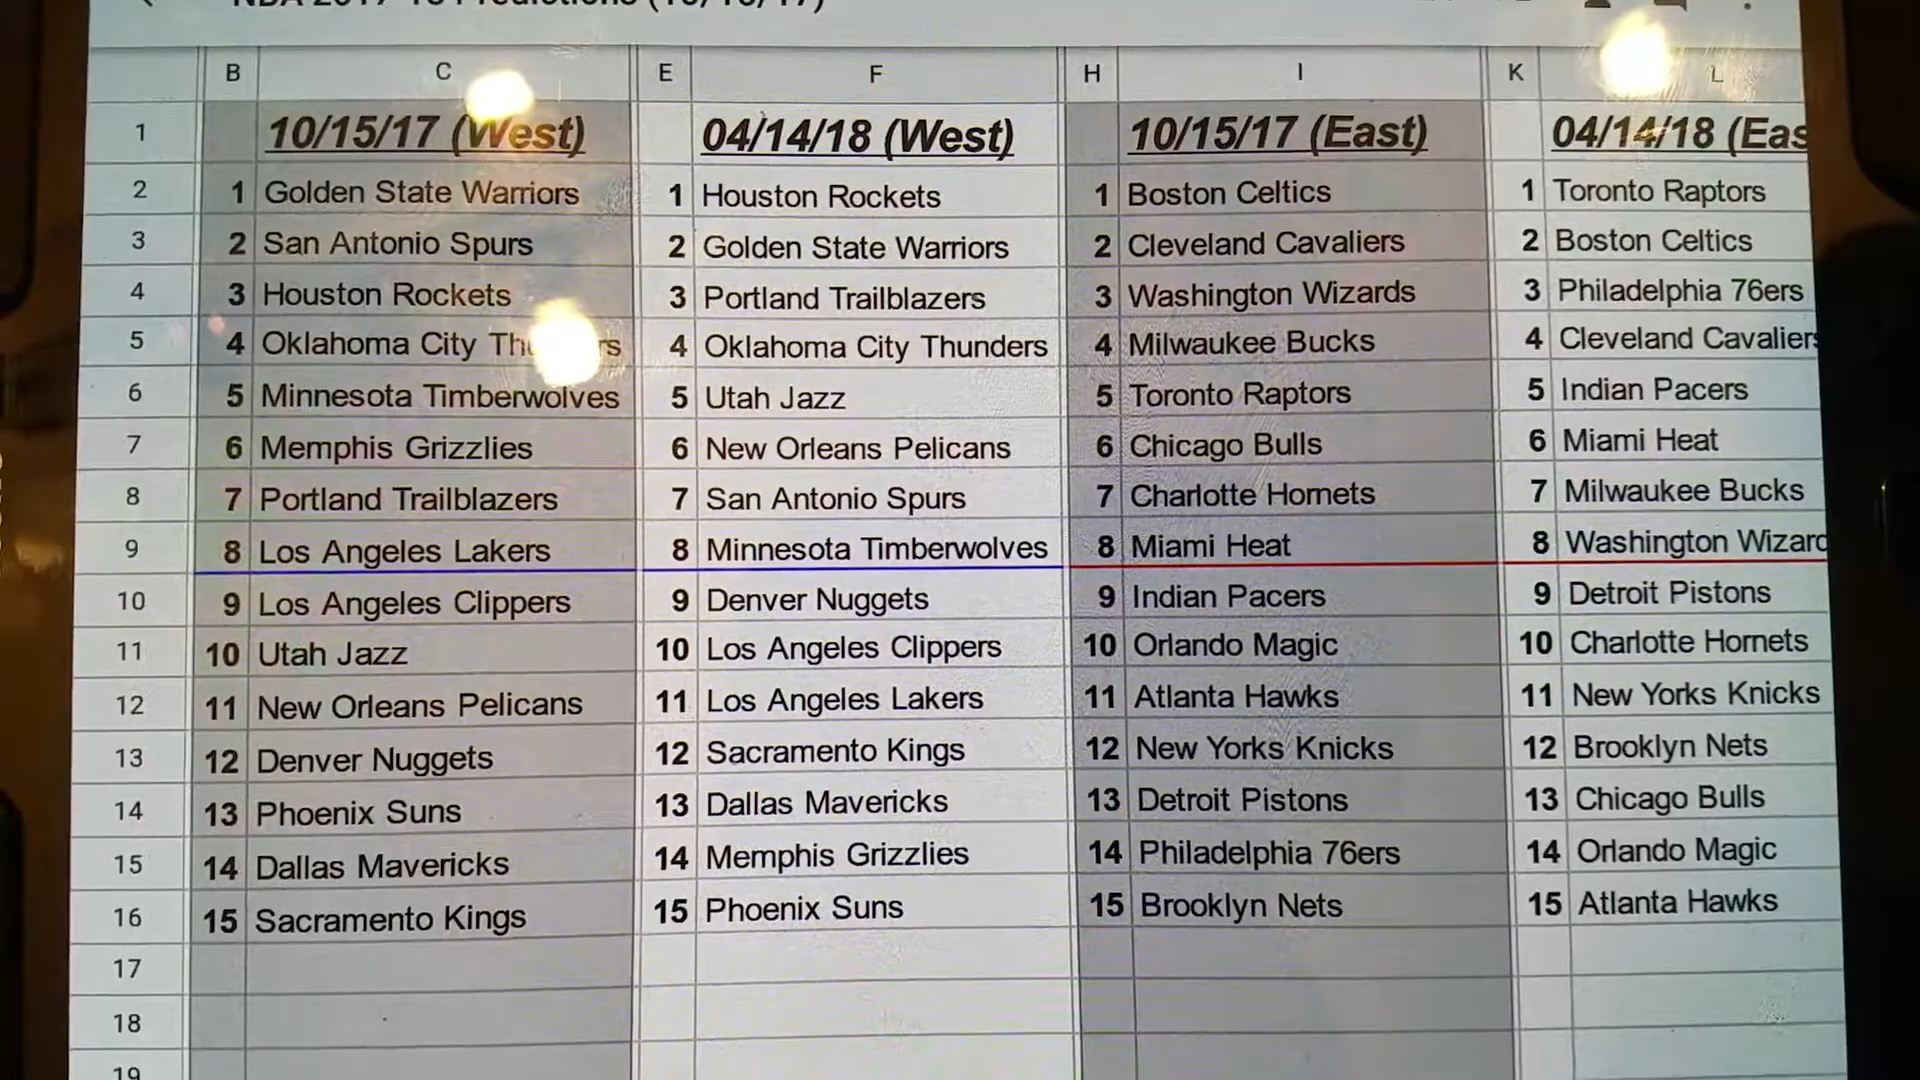 NBA 2017-18 Predictions (10/15/17)
B C E F H I K L
1 10/15/17 (West) 04/14/18 (West) 10/15/17 (East) 04/14/18 (Eas
2 1 Golden State Warriors 1 Houston Rockets 1 Boston Celtics 1 Toronto Raptors
3 2 San Antonio Spurs 2 Golden State Warriors 2 Cleveland Cavaliers 2 Boston Celtics
4 3 Houston Rockets 3 Portland Trailblazers 3 Washington Wizards 3 Philadelphia 76ers
5 4 Oklahoma City 4 Oklahoma City Thunders 4 Milwaukee Bucks 4 Cleveland Cavaliers
6 5 Minnesota Timberwolves 5 Utah Jazz 5 Toronto Raptors 5 Indian Pacers
7 6 Memphis Grizzlies 6 New Orleans Pelicans 6 Chicago Bulls 6 Miami Heat
8 7 Portland Trailblazers 7 San Antonio Spurs 7 Charlotte Hornets 7 Milwaukee Bucks
9 8 Los Angeles Lakers 8 Minnesota Timberwolves 8 Miami Heat 8 Washington Wizard
10 9 Los Angeles Clippers 9 Denver Nuggets 9 Indian Pacers 9 Detroit Pistons
11 10 Utah Jazz 10 Los Angeles Clippers 10 Orlando Magic 10 Charlotte Hornets
12 11 New Orleans Pelicans 11 Los Angeles Lakers 11 Atlanta Hawks 11 New Yorks Knicks
13 12 Denver Nuggets 12 Sacramento Kings 12 New Yorks Knicks 12 Brooklyn Nets
14 13 Phoenix Suns 13 Dallas Mavericks 13 Detroit Pistons 13 Chicago Bulls
15 14 Dallas Mavericks 14 Memphis Grizzlies 14 Philadelphia 76ers 14 Orlando Magic
16 15 Sacramento Kings 15 Phoenix Suns 15 Brooklyn Nets 15 Atlanta Hawks
17
18
19